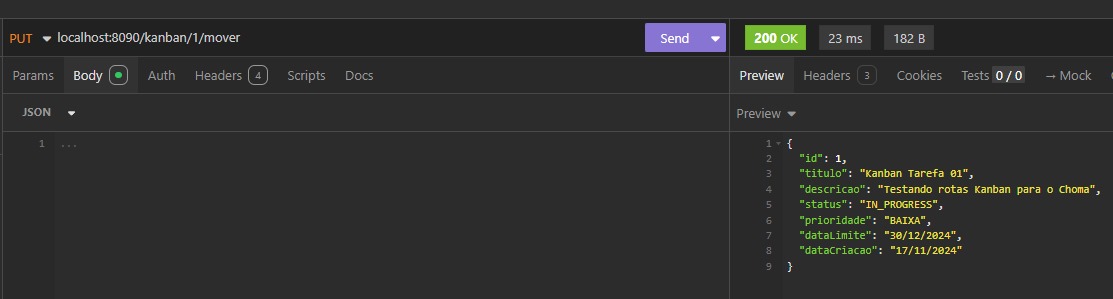 PUT localhost:8090/kanban/1/mover Send
200 OK 23 ms 182 B
Params Body Auth Headers 4 Scripts Docs
Preview Headers 3 Cookies Tests 0 / 0 → Mock
JSON
Preview
1 ...
1 {
2 "id": 1,
3 "titulo": "Kanban Tarefa 01",
4 "descricao": "Testando rotas Kanban para o Choma",
5 "status": "IN_PROGRESS",
6 "prioridade": "BAIXA",
7 "dataLimite": "30/12/2024",
8 "dataCriacao": "17/11/2024"
9 }